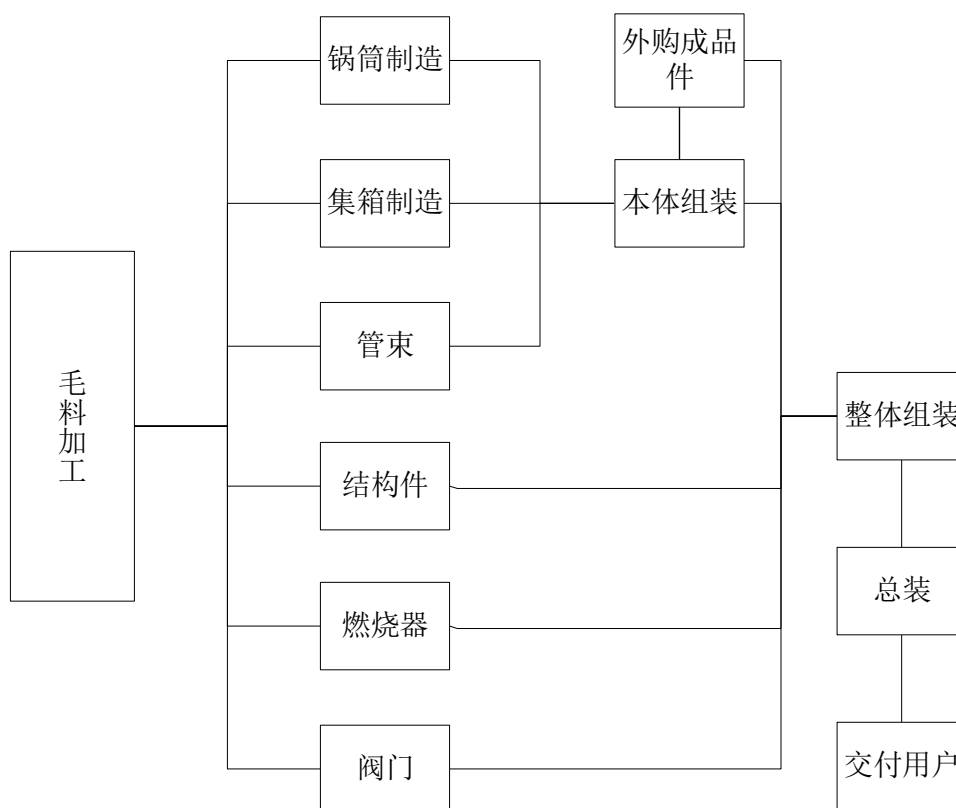 锅筒制造
外购成品
件
集箱制造
本体组装
毛料加工
管束
整体组装
结构件
总装
燃烧器
阀门
交付用户